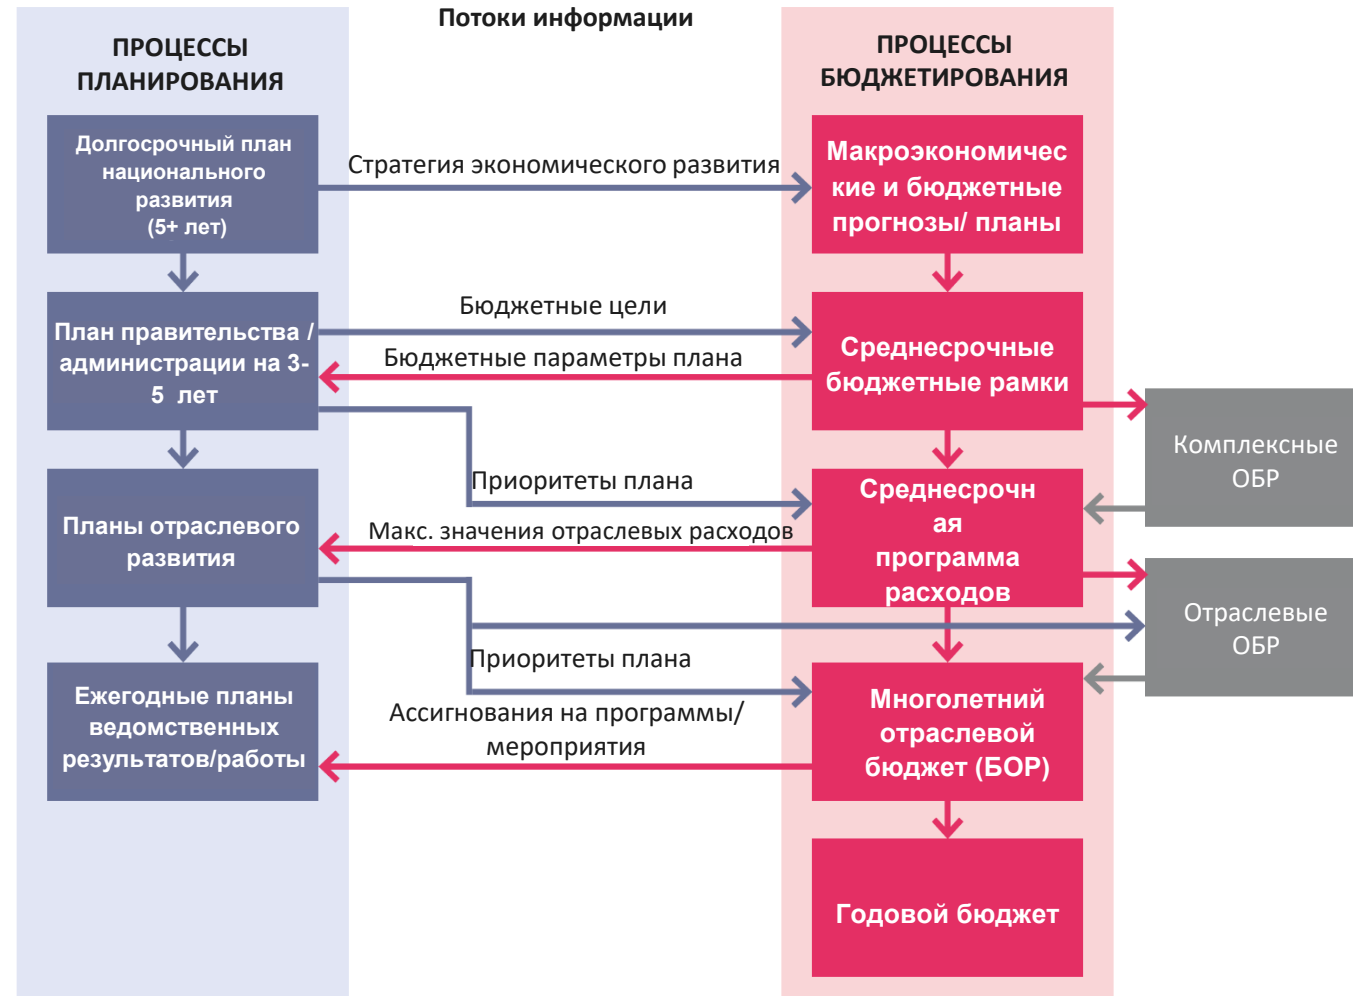 Потоки информации
ПРОЦЕССЫ
ПЛАНИРОВАНИЯ
ПРОЦЕССЫ
БЮДЖЕТИРОВАНИЯ
Долгосрочный план
национального
развития
(5+ лет)
Стратегия экономического развития
Макроэкономичес
кие и бюджетные
прогнозы/ планы
План правительства /
администрации на 3-
5 лет
Бюджетные цели
Бюджетные параметры плана
Среднесрочные
бюджетные рамки
Комплексные
ОБР
Планы отраслевого
развития
Приоритеты плана
Макс. значения отраслевых расходов
Среднесрочн
ая
программа
расходов
Отраслевые
ОБР
Ежегодные планы
ведомственных
результатов/работы
Приоритеты плана
Ассигнования на программы/
мероприятия
Многолетний
отраслевой
бюджет (БОР)
Годовой бюджет